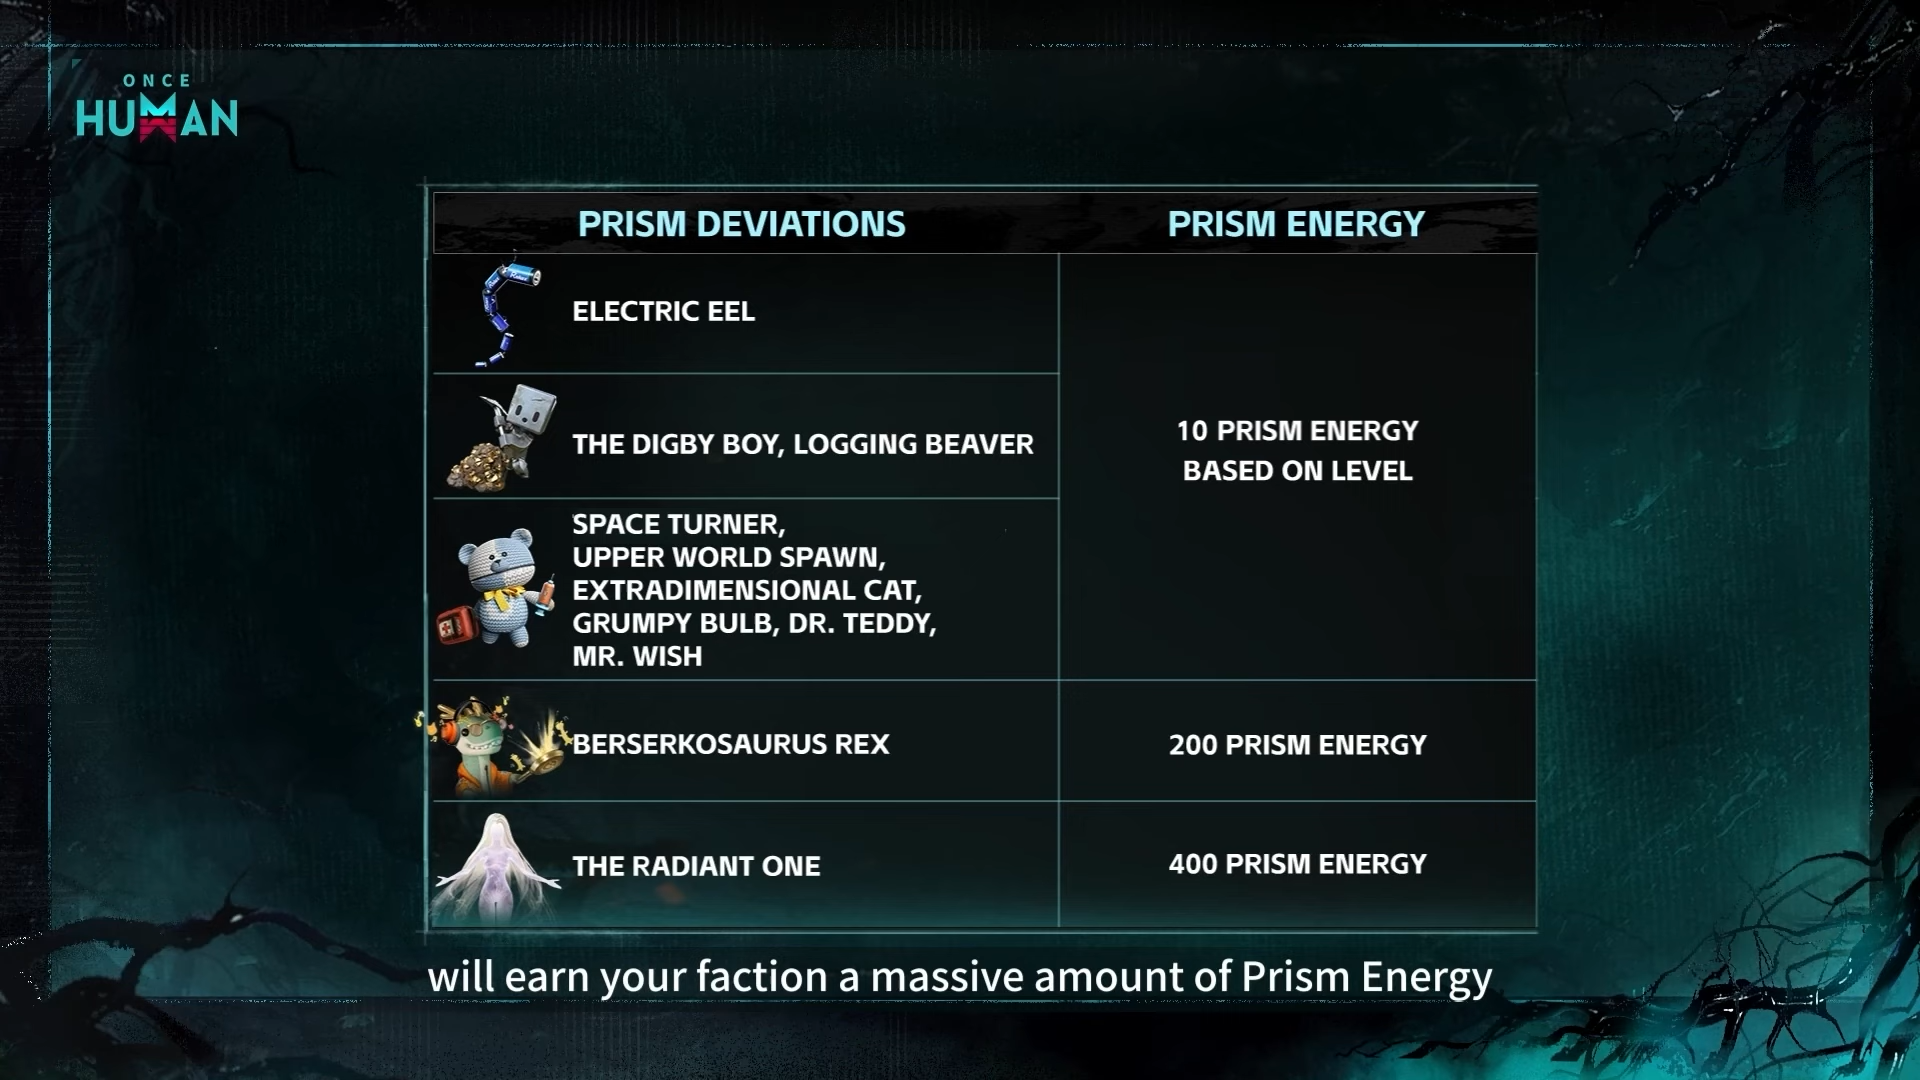 ONCE
HUMAN
PRISM DEVIATIONS
PRISM ENERGY
ELECTRIC EEL
THE DIGBY BOY, LOGGING BEAVER
10 PRISM ENERGY
BASED ON LEVEL
SPACE TURNER,
UPPER WORLD SPAWN,
EXTRADIMENSIONAL CAT,
GRUMPY BULB, DR. TEDDY,
MR. WISH
BERSERKOSAURUS REX
200 PRISM ENERGY
THE RADIANT ONE
400 PRISM ENERGY
will earn your faction a massive amount of Prism Energy